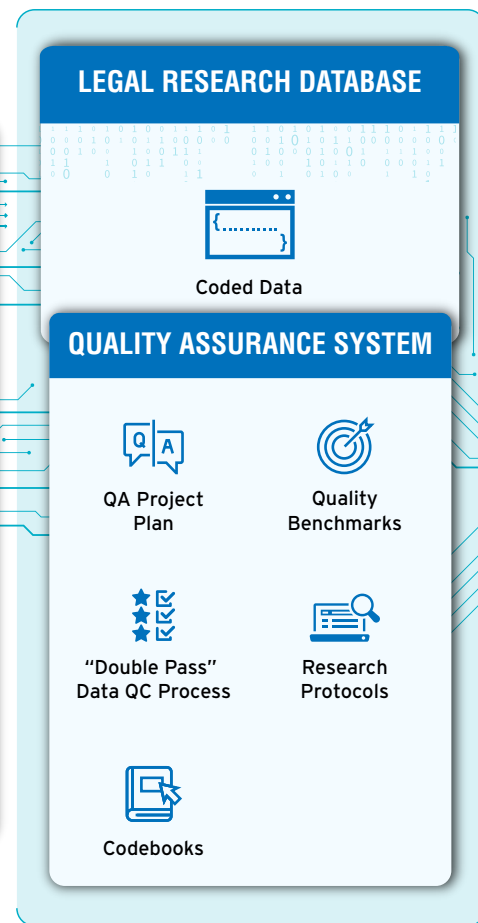 LEGAL RESEARCH DATABASE
{..........
}
Coded Data
QUALITY ASSURANCE SYSTEM
Q A
QA Project
Plan
Quality
Benchmarks
“Double Pass”
Data QC Process
Research
Protocols
Codebooks